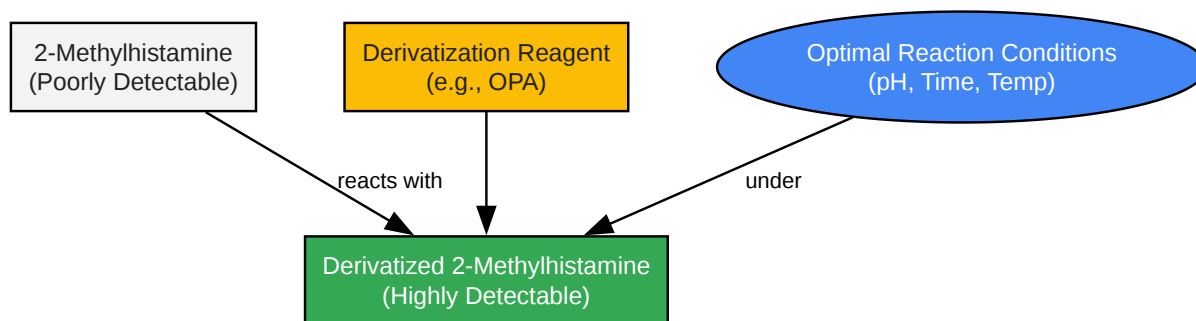 2-Methylhistamine
(Poorly Detectable)
Derivatization Reagent
(e.g., OPA)
Optimal Reaction Conditions
(pH, Time, Temp)
reacts with
under
Derivatized 2-Methylhistamine
(Highly Detectable)